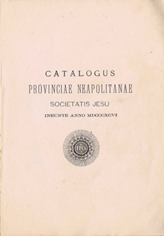 CATALOGUS
PROVINCIAE NEAPOLITANAE
SOCIETATIS JESU
INEUNTE ANNO MDCCCXCVI